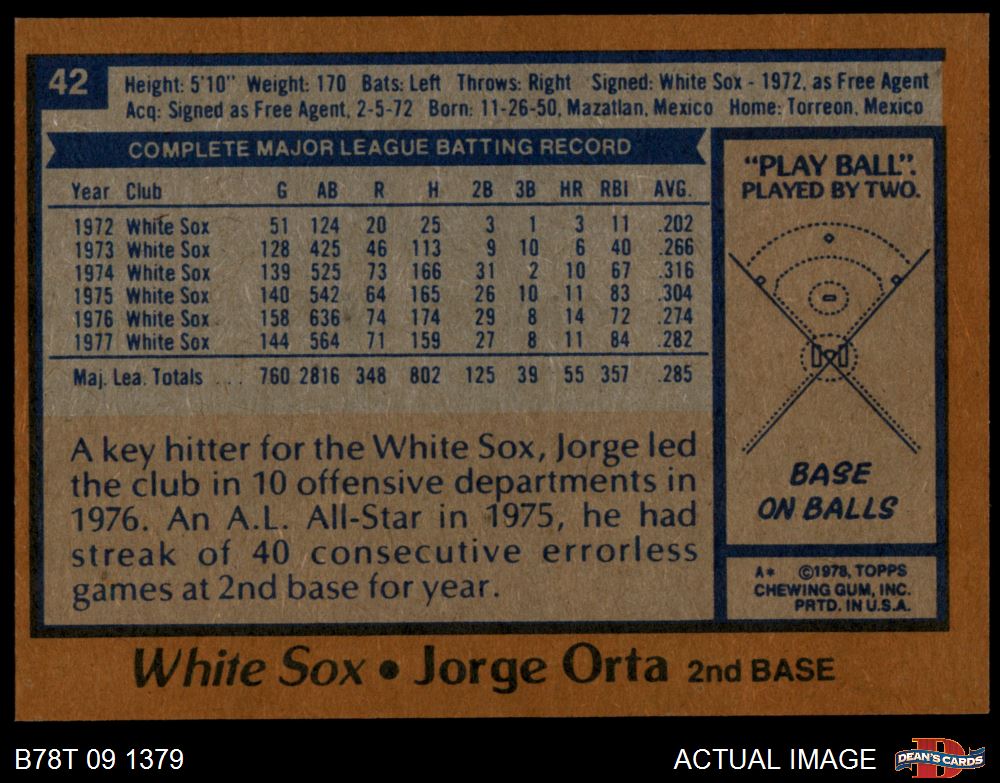 42
Height: 5'10" Weight: 170 Bats: Left Throws: Right Signed: White Sox - 1972, as Free Agent
Acq: Signed as Free Agent, 2-5-72 Born: 11-26-50, Mazatlan, Mexico Home: Torreon, Mexico
COMPLETE MAJOR LEAGUE BATTING RECORD
Year Club G AB R H 2B 3B HR RBI AVG.
1972 White Sox 51 124 20 25 3 1 3 11 .202
1973 White Sox 128 425 46 113 9 10 6 40 .266
1974 White Sox 139 525 73 166 31 2 10 67 .316
1975 White Sox 140 542 64 165 26 10 11 83 .304
1976 White Sox 158 636 74 174 29 8 14 72 .274
1977 White Sox 144 564 71 159 27 8 11 84 .282
Maj. Lea. Totals ... 760 2816 348 802 125 39 55 357 .285
A key hitter for the White Sox, Jorge led
the club in 10 offensive departments in
1976. An A.L. All-Star in 1975, he had
streak of 40 consecutive errorless
games at 2nd base for year.
"PLAY BALL".
PLAYED BY TWO.
BASE
ON BALLS
A* ©1978, TOPPS
CHEWING GUM, INC.
PRTD. IN U.S.A.
White Sox • Jorge Orta 2nd BASE
B78T 09 1379
ACTUAL IMAGE
D
DEAN'S CARDS